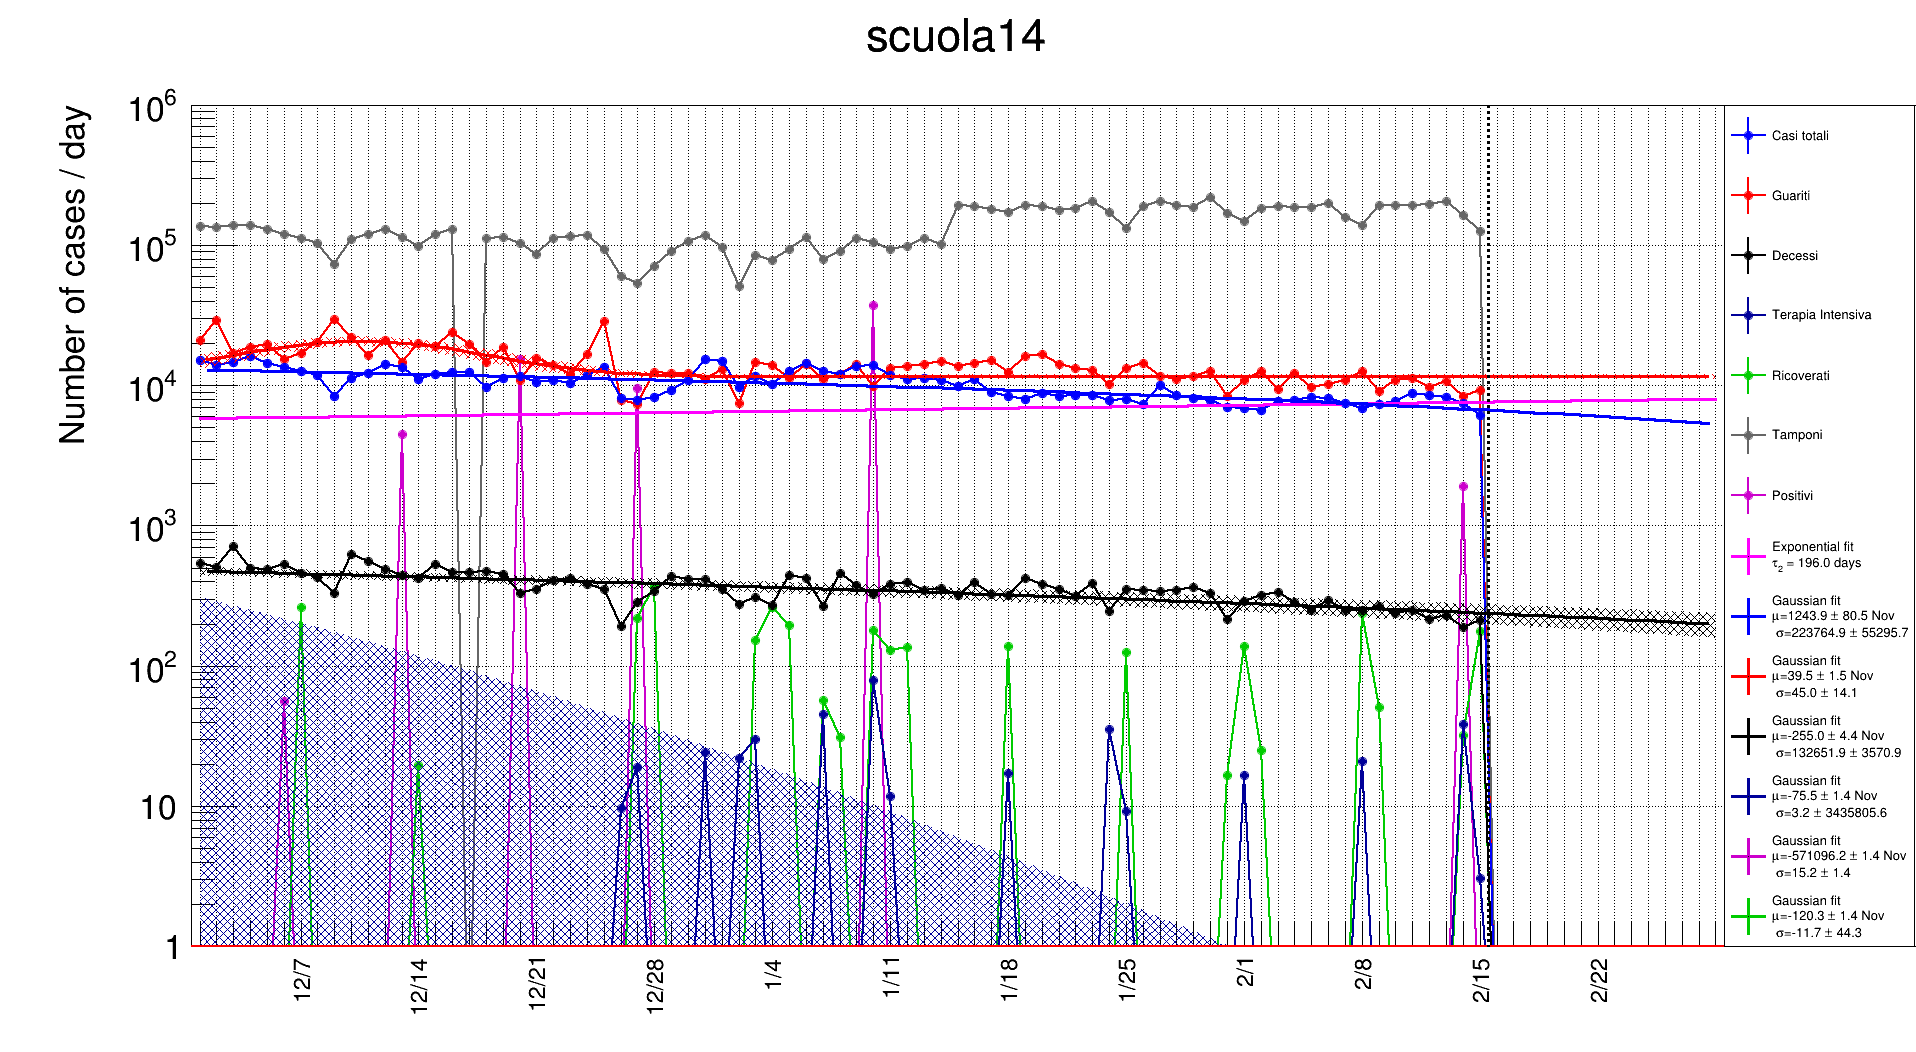 scuola14
Number of cases / day
10^6
10^5
10^4
10^3
10^2
10
1
12/7
12/14
12/21
12/28
1/4
1/11
1/18
1/25
2/1
2/8
2/15
2/22
Casi totali
Guariti
Decessi
Terapia Intensiva
Ricoverati
Tamponi
Positivi
Exponential fit
τ₂ = 196.0 days
Gaussian fit
μ=1243.9 ± 80.5 Nov
σ=223764.9 ± 55295.7
Gaussian fit
μ=39.5 ± 1.5 Nov
σ=45.0 ± 14.1
Gaussian fit
μ=-255.0 ± 4.4 Nov
σ=132651.9 ± 3570.9
Gaussian fit
μ=-75.5 ± 1.4 Nov
σ=3.2 ± 3435805.6
Gaussian fit
μ=-571096.2 ± 1.4 Nov
σ=15.2 ± 1.4
Gaussian fit
μ=-120.3 ± 1.4 Nov
σ=-11.7 ± 44.3